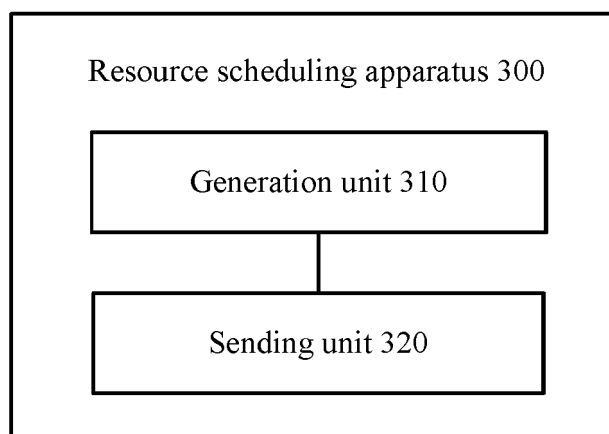 Resource scheduling apparatus 300
Generation unit 310
Sending unit 320